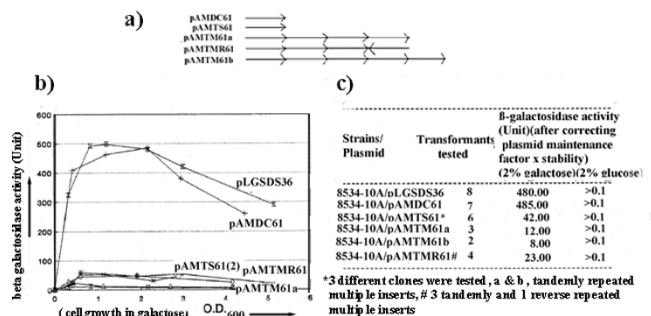 a)
pAMDC61
pAMTS61
pAMTM61a
pAMTMR61
pAMTM61b
b)
beta galactosidase activity (Unit)
600
500
400
300
200
100
0
pLGSDS36
pAMDC61
pAMTS61(2)
pAMTMR61
pAMTM61a
0 1 2 3 4 5 6
( cell growth in galactose) O.D.600
c)
Strains/ Plasmid
Transformants tested
ß-galactosidase activity
(Unit)(after correcting
plasmid maintenance
factor x stability)
(2% galactose)(2% glucose)
8534-10A/pLGSDS36 8 480.00 >0.1
8534-10A/pAMDC61 7 485.00 >0.1
8534-10A/pAMTS61* 6 42.00 >0.1
8534-10A/pAMTM61a 3 12.00 >0.1
8534-10A/pAMTM61b 2 8.00 >0.1
8534-10A/pAMTMR61# 4 23.00 >0.1
*3 different clones were tested , a & b , tandemly repeated
multiple inserts, # 3 tandemly and 1 reverse repeated
multiple inserts